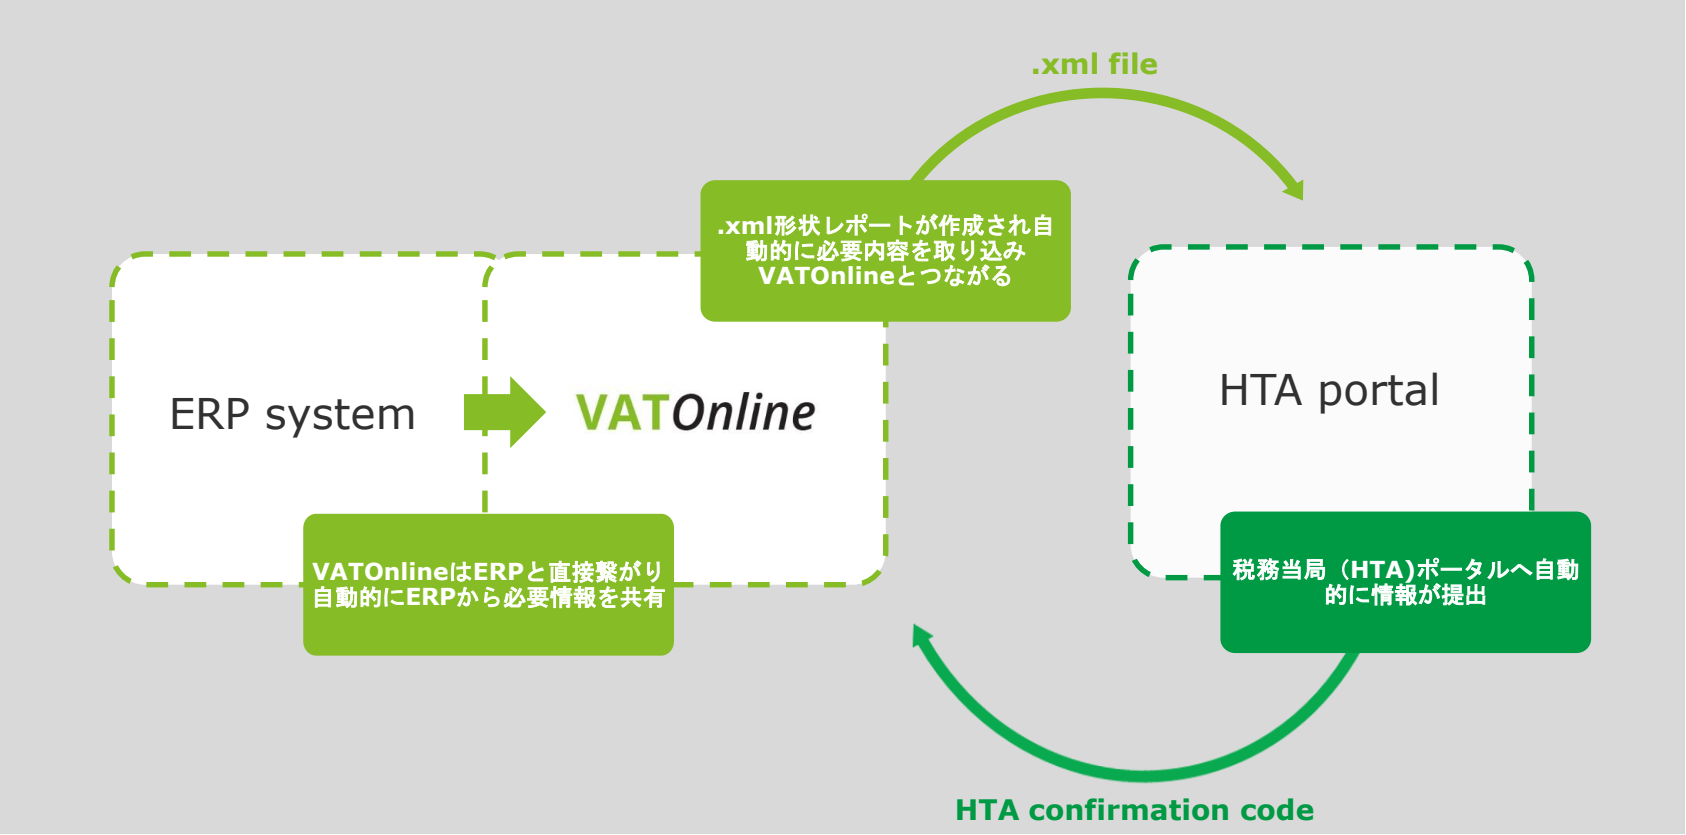 .xml file
.xml形状レポートが作成され自
動的に必要内容を取り込み
VATOnlineとつながる
ERP system
VATOnline
HTA portal
VATOnlineはERPと直接繋がり
自動的にERPから必要情報を共有
税務当局（HTA)ポータルへ自動
的に情報が提出
HTA confirmation code